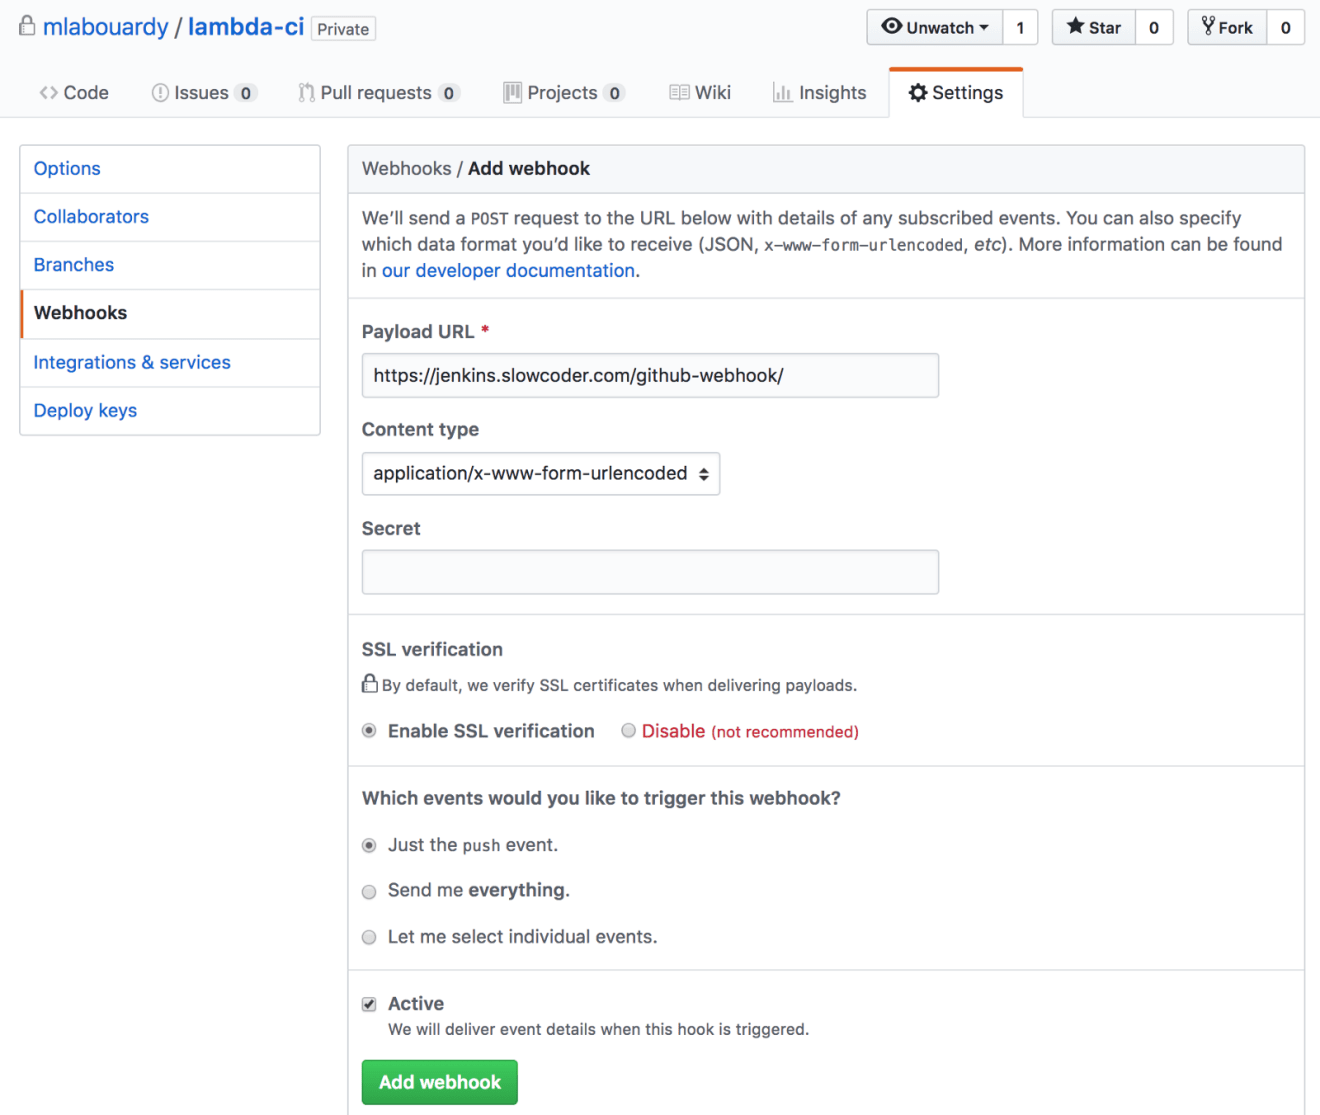 mlabouardy / lambda-ci Private
Unwatch 1 Star 0 Fork 0
Code Issues 0 Pull requests 0 Projects 0 Wiki Insights Settings
Options
Collaborators
Branches
Webhooks
Integrations & services
Deploy keys
Webhooks / Add webhook
We’ll send a POST request to the URL below with details of any subscribed events. You can also specify
which data format you’d like to receive (JSON, x-www-form-urlencoded, etc). More information can be found
in our developer documentation.
Payload URL *
https://jenkins.slowcoder.com/github-webhook/
Content type
application/x-www-form-urlencoded
Secret
SSL verification
By default, we verify SSL certificates when delivering payloads.
Enable SSL verification Disable (not recommended)
Which events would you like to trigger this webhook?
Just the push event.
Send me everything.
Let me select individual events.
Active
We will deliver event details when this hook is triggered.
Add webhook